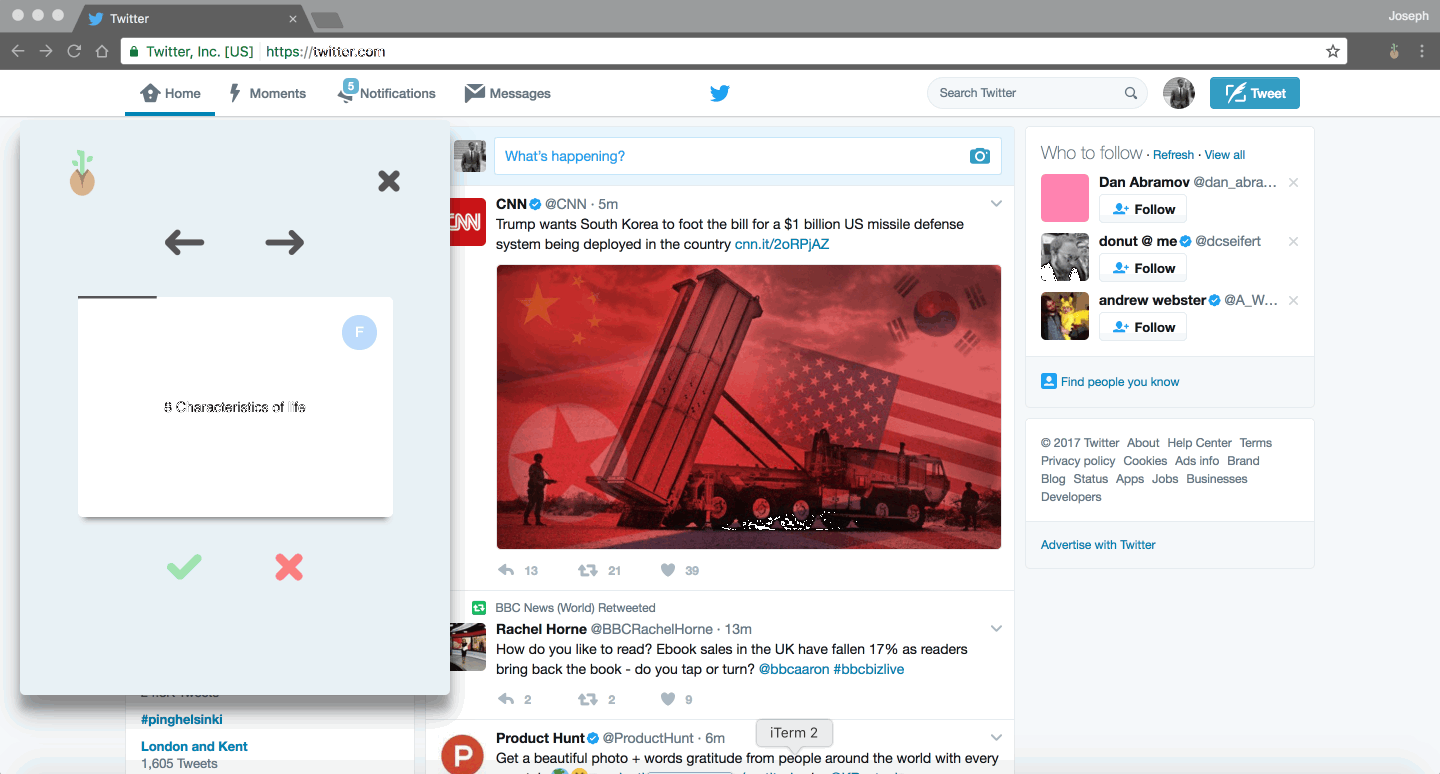 Twitter
Joseph
Twitter, Inc. [US] https://twitter.com
Home
Moments
5
Notifications
Messages
Search Twitter
Tweet
F
5 Characteristics of life
#pinghelsinki
London and Kent
1,605 Tweets
What's happening?
CNN @CNN · 5m
Trump wants South Korea to foot the bill for a $1 billion US missile defense
system being deployed in the country cnn.it/2oRPjAZ
CNN
13 21 39
BBC News (World) Retweeted
Rachel Horne @BBCRachelHorne · 13m
How do you like to read? Ebook sales in the UK have fallen 17% as readers
bring back the book - do you tap or turn? @bbcaaron #bbcbizlive
2 2 9
iTerm 2
Product Hunt @ProductHunt · 6m
P
Get a beautiful photo + words gratitude from people around the world with every
Who to follow · Refresh · View all
Dan Abramov @dan_abra...
Follow
donut @ me @dcseifert
Follow
andrew webster @A_W...
Follow
Find people you know
© 2017 Twitter About Help Center Terms
Privacy policy Cookies Ads info Brand
Blog Status Apps Jobs Businesses
Developers
Advertise with Twitter